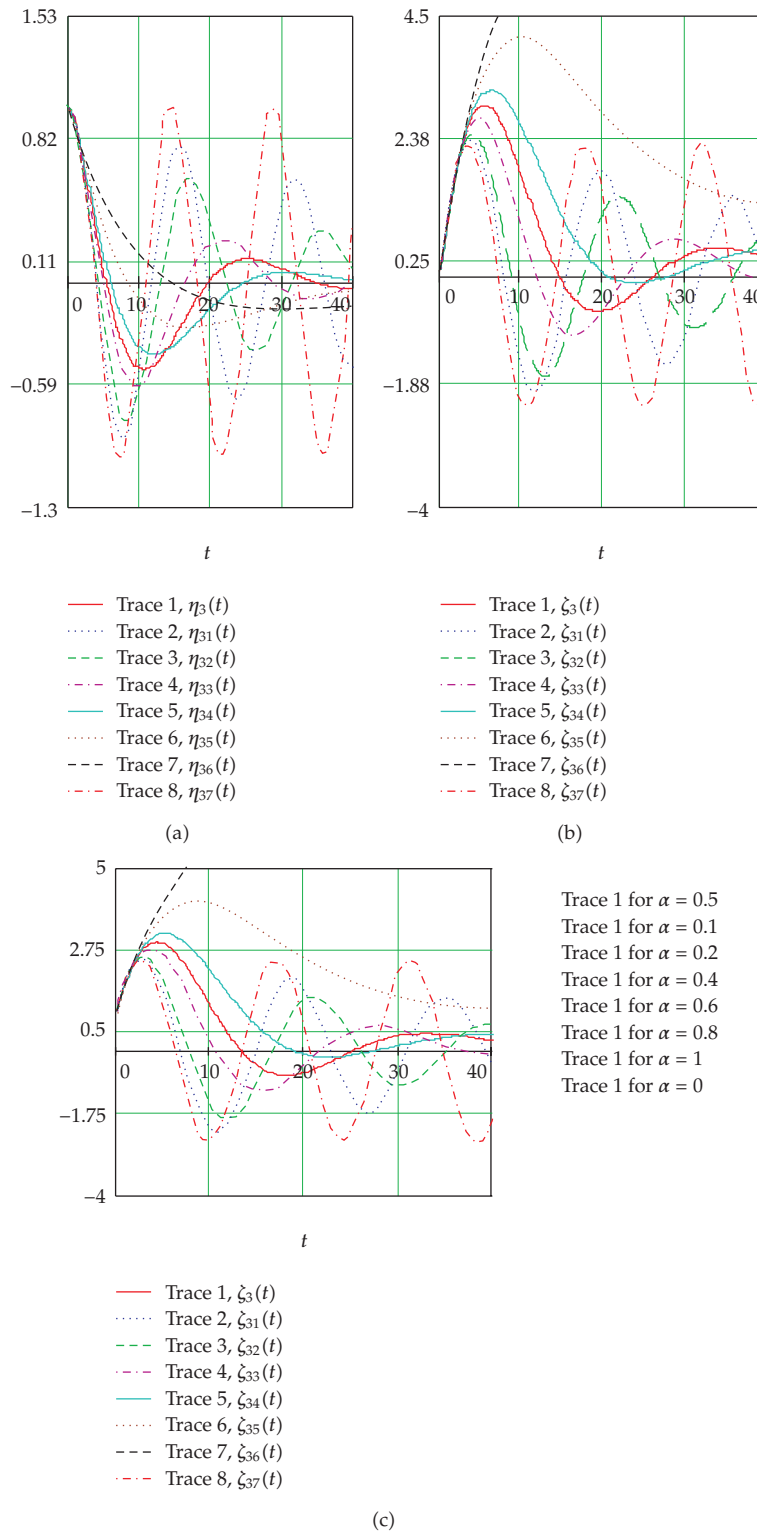 1.53
0.82
0.11
−0.59
−1.3
0
10
20
30
40
t
Trace 1, η₃(t)
Trace 2, η₃₁(t)
Trace 3, η₃₂(t)
Trace 4, η₃₃(t)
Trace 5, η₃₄(t)
Trace 6, η₃₅(t)
Trace 7, η₃₆(t)
Trace 8, η₃₇(t)
(a)
4.5
2.38
0.25
−1.88
−4
0
10
20
30
40
t
Trace 1, ζ₃(t)
Trace 2, ζ₃₁(t)
Trace 3, ζ₃₂(t)
Trace 4, ζ₃₃(t)
Trace 5, ζ₃₄(t)
Trace 6, ζ₃₅(t)
Trace 7, ζ₃₆(t)
Trace 8, ζ₃₇(t)
(b)
5
2.75
0.5
−1.75
−4
0
10
20
30
40
t
Trace 1 for α = 0.5
Trace 1 for α = 0.1
Trace 1 for α = 0.2
Trace 1 for α = 0.4
Trace 1 for α = 0.6
Trace 1 for α = 0.8
Trace 1 for α = 1
Trace 1 for α = 0
Trace 1, ζ₃(t)
Trace 2, ζ₃₁(t)
Trace 3, ζ₃₂(t)
Trace 4, ζ₃₃(t)
Trace 5, ζ₃₄(t)
Trace 6, ζ₃₅(t)
Trace 7, ζ₃₆(t)
Trace 8, ζ₃₇(t)
(c)